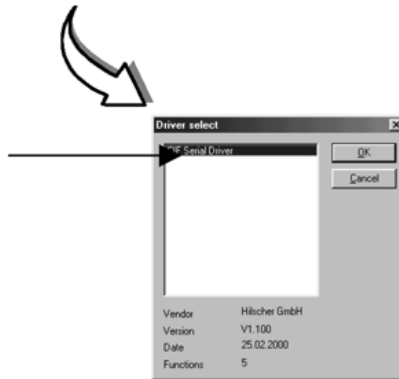 Driver select
CIF Serial Driver
OK
Cancel
Vendor Hilscher GmbH
Version V1.100
Date 25.02.2000
Functions 5